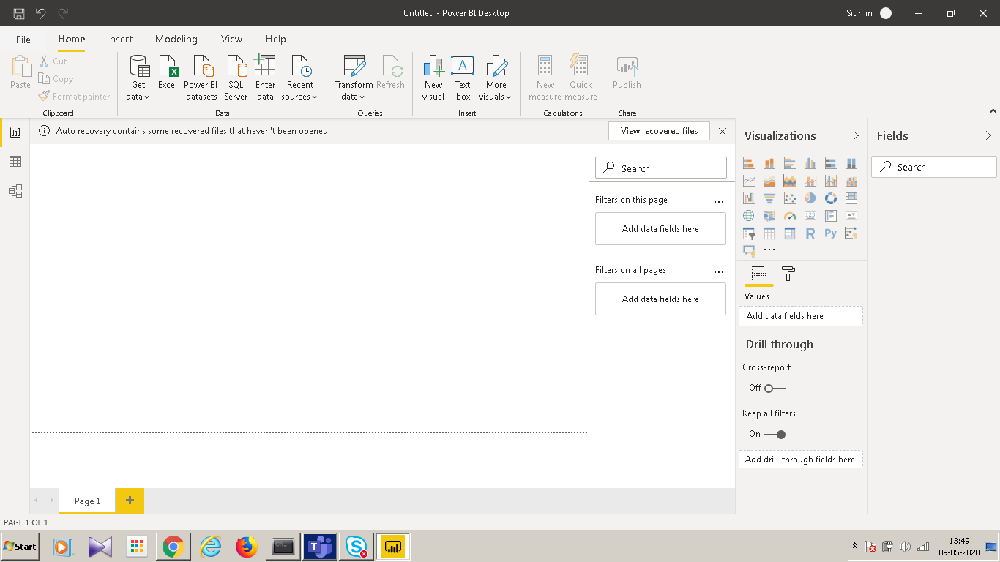 Untitled - Power BI Desktop
Sign in
File Home Insert Modeling View Help
Paste
Cut
Copy
Format painter
Clipboard
Get data
Excel
Power BI datasets
SQL Server
Enter data
Recent sources
Data
Transform data
Refresh
Queries
New visual
Text box
More visuals
Insert
New measure
Quick measure
Calculations
Publish
Share
Auto recovery contains some recovered files that haven't been opened.
View recovered files
Search
Filters on this page
...
Add data fields here
Filters on all pages
...
Add data fields here
Visualizations
123
R
Py
...
Values
Add data fields here
Drill through
Cross-report
Off
Keep all filters
On
Add drill-through fields here
Fields
Search
Page 1
PAGE 1 OF 1
Start
13:49
09-05-2020